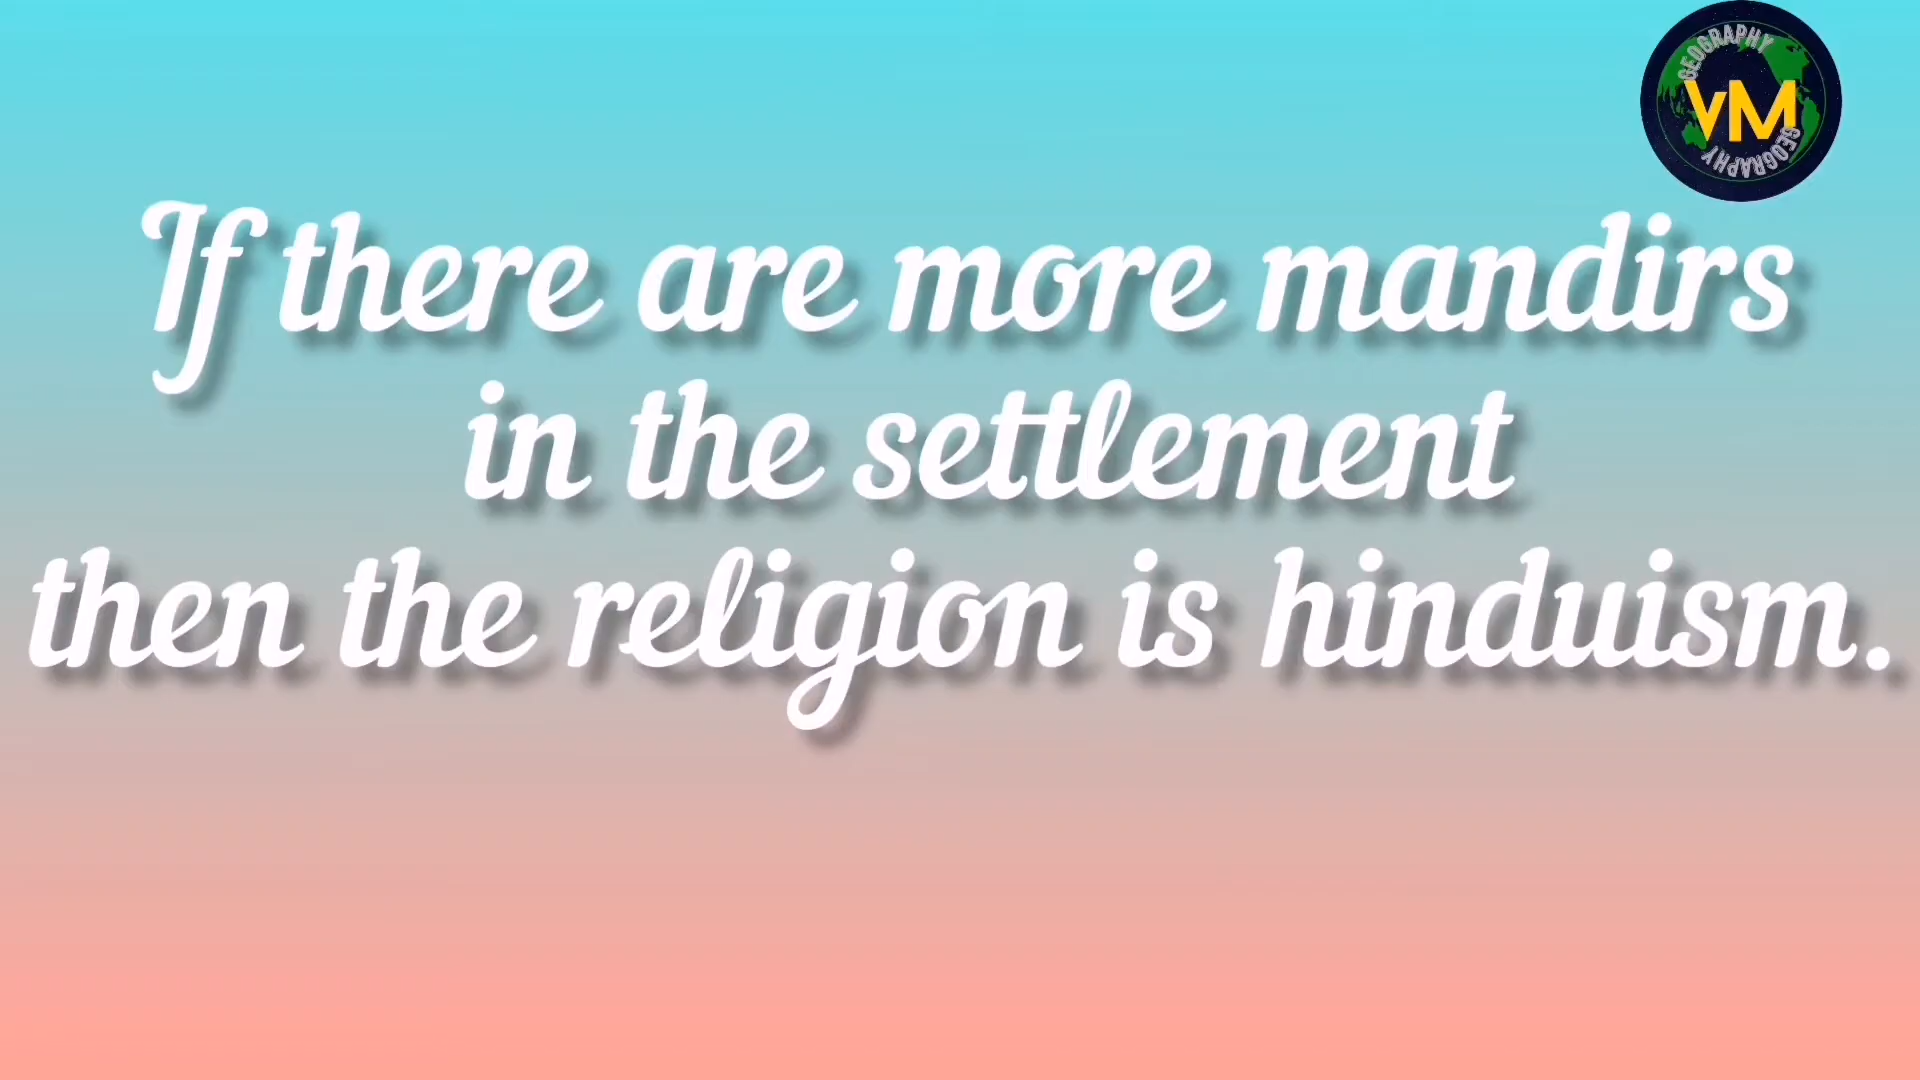 GEOGRAPHY
VM
GEOGRAPHY
If there are more mandirs
in the settlement
then the religion is hinduism.